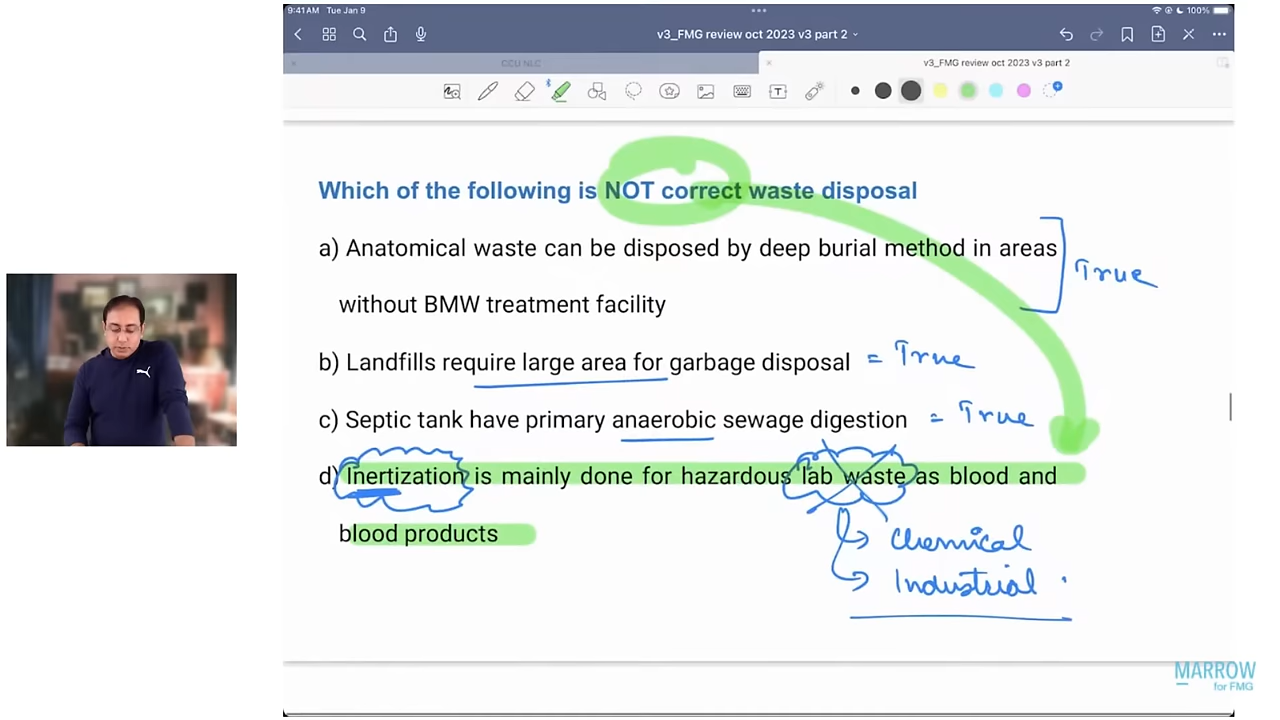 9:41AM Tue Jan 9
100%
v3_FMG review oct 2023 v3 part 2
CCU NLC
v3_FMG review oct 2023 v3 part 2
Which of the following is NOT correct waste disposal
a) Anatomical waste can be disposed by deep burial method in areas
without BMW treatment facility
True
b) Landfills require large area for garbage disposal = True
c) Septic tank have primary anaerobic sewage digestion = True
d) Inertization is mainly done for hazardous lab waste as blood and
blood products
Chemical
Industrial
MARROW
for FMG